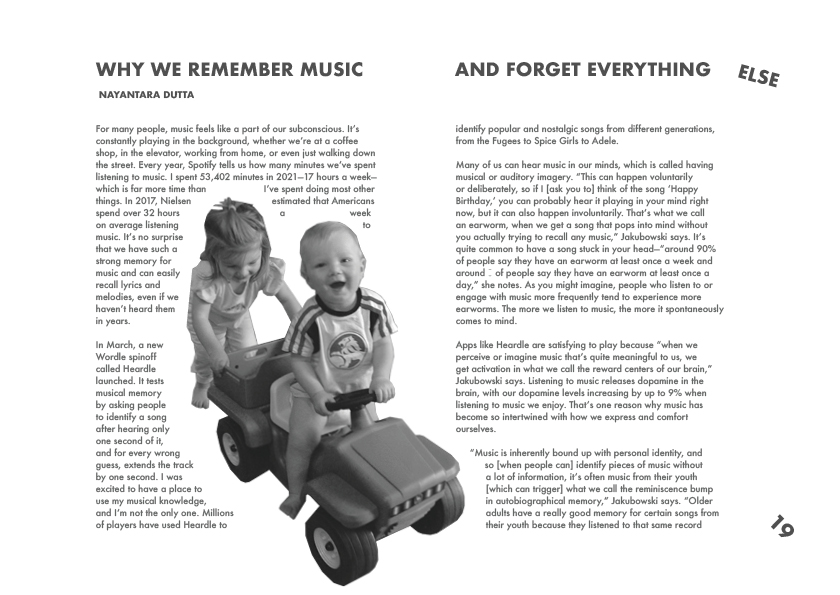 WHY WE REMEMBER MUSIC AND FORGET EVERYTHING ELSE
NAYANTARA DUTTA
For many people, music feels like a part of our subconscious. It's
constantly playing in the background, whether we're at a coffee
shop, in the elevator, working from home, or even just walking down
the street. Every year, Spotify tells us how many minutes we've spent
listening to music. I spent 53,402 minutes in 2021—17 hours a week—
which is far more time than I've spent doing most other
things. In 2017, Nielsen estimated that Americans
spend over 32 hours a week
on average listening to
music. It's no surprise
that we have such a
strong memory for
music and can easily
recall lyrics and
melodies, even if we
haven't heard them
in years.
In March, a new
Wordle spinoff
called Heardle
launched. It tests
musical memory
by asking people
to identify a song
after hearing only
one second of it,
and for every wrong
guess, extends the track
by one second. I was
excited to have a place to
use my musical knowledge,
and I'm not the only one. Millions
of players have used Heardle to
identify popular and nostalgic songs from different generations,
from the Fugees to Spice Girls to Adele.
Many of us can hear music in our minds, which is called having
musical or auditory imagery. "This can happen voluntarily
or deliberately, so if I [ask you to] think of the song 'Happy
Birthday,' you can probably hear it playing in your mind right
now, but it can also happen involuntarily. That's what we call
an earworm, when we get a song that pops into mind without
you actually trying to recall any music," Jakubowski says. It's
quite common to have a song stuck in your head—"around 90%
of people say they have an earworm at least once a week and
around of people say they have an earworm at least once a
day," she notes. As you might imagine, people who listen to or
engage with music more frequently tend to experience more
earworms. The more we listen to music, the more it spontaneously
comes to mind.
Apps like Heardle are satisfying to play because "when we
perceive or imagine music that's quite meaningful to us, we
get activation in what we call the reward centers of our brain,"
Jakubowski says. Listening to music releases dopamine in the
brain, with our dopamine levels increasing by up to 9% when
listening to music we enjoy. That's one reason why music has
become so intertwined with how we express and comfort
ourselves.
"Music is inherently bound up with personal identity, and
so [when people can] identify pieces of music without
a lot of information, it's often music from their youth
[which can trigger] what we call the reminiscence bump
in autobiographical memory," Jakubowski says. "Older
adults have a really good memory for certain songs from
their youth because they listened to that same record
19